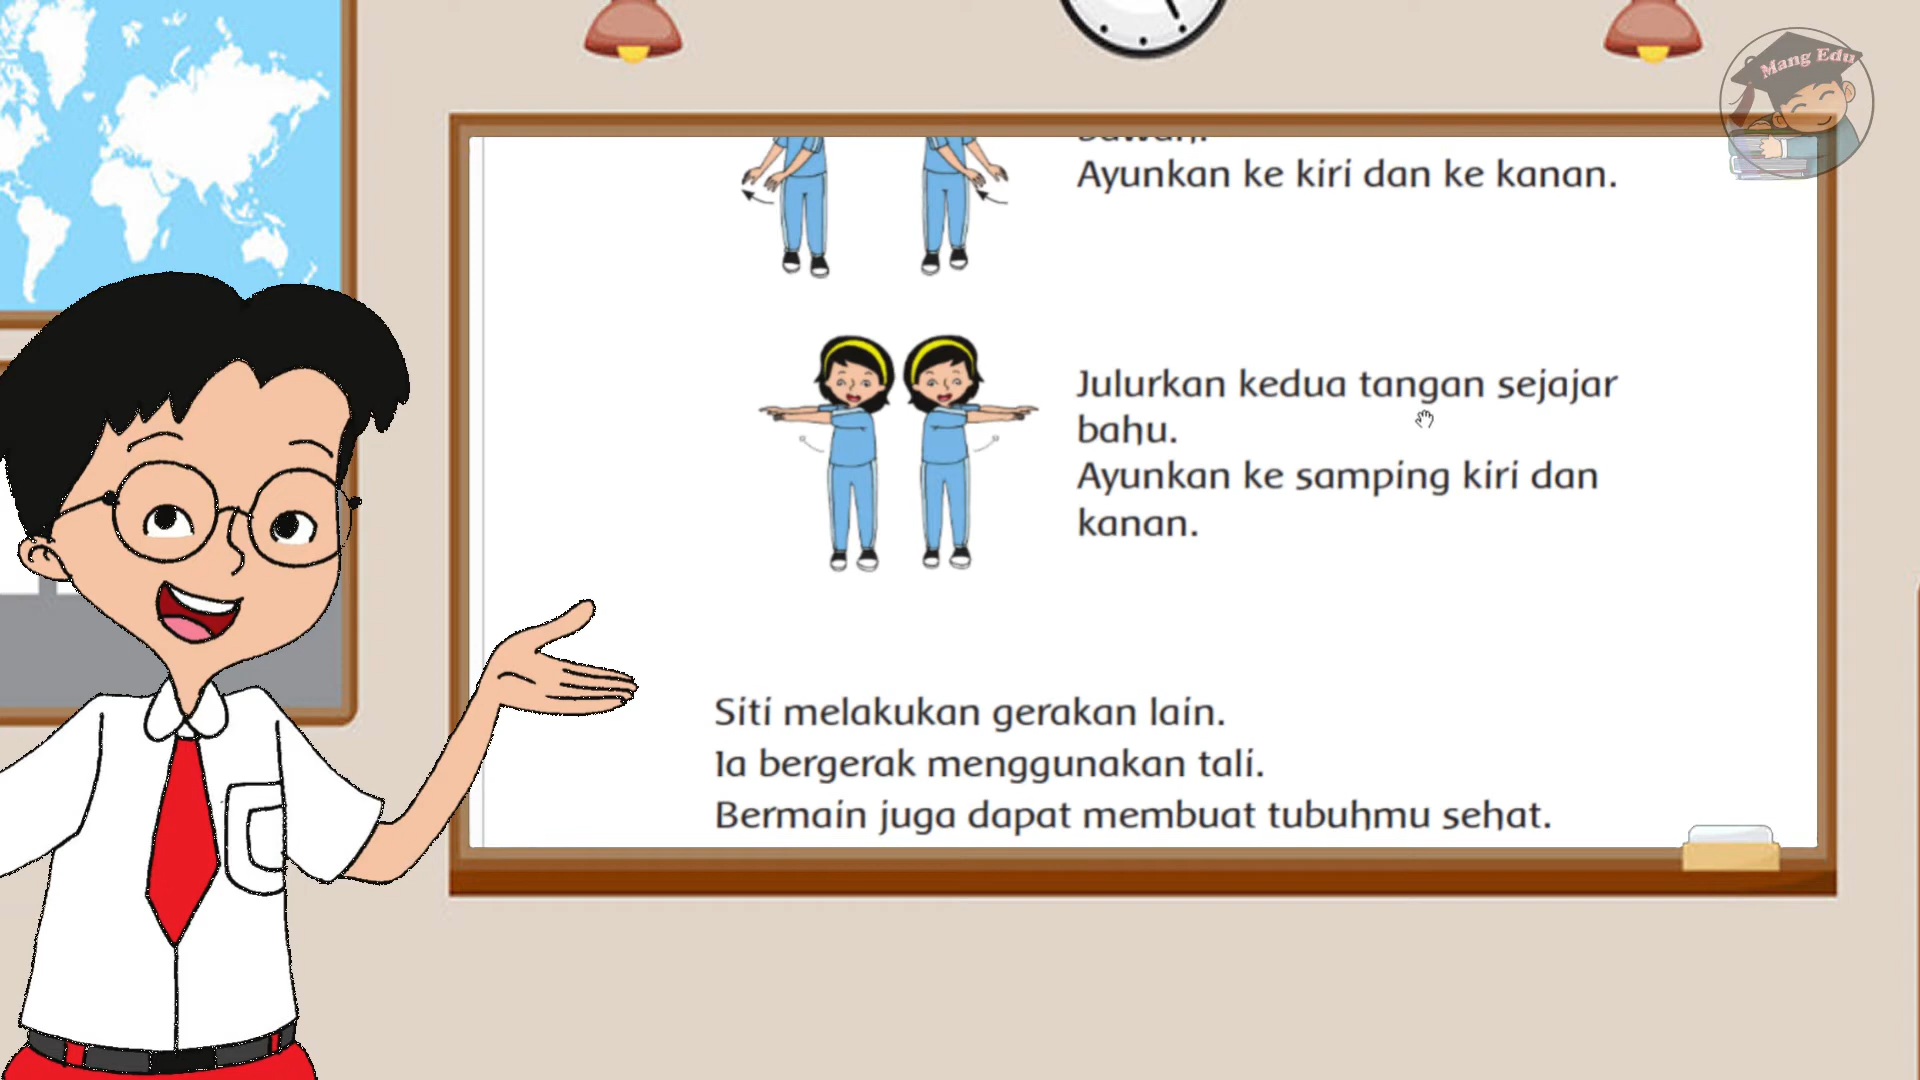 Mang Edu
Ayunkan ke kiri dan ke kanan.
Julurkan kedua tangan sejajar
bahu.
Ayunkan ke samping kiri dan
kanan.
Siti melakukan gerakan lain.
Ia bergerak menggunakan tali.
Bermain juga dapat membuat tubuhmu sehat.